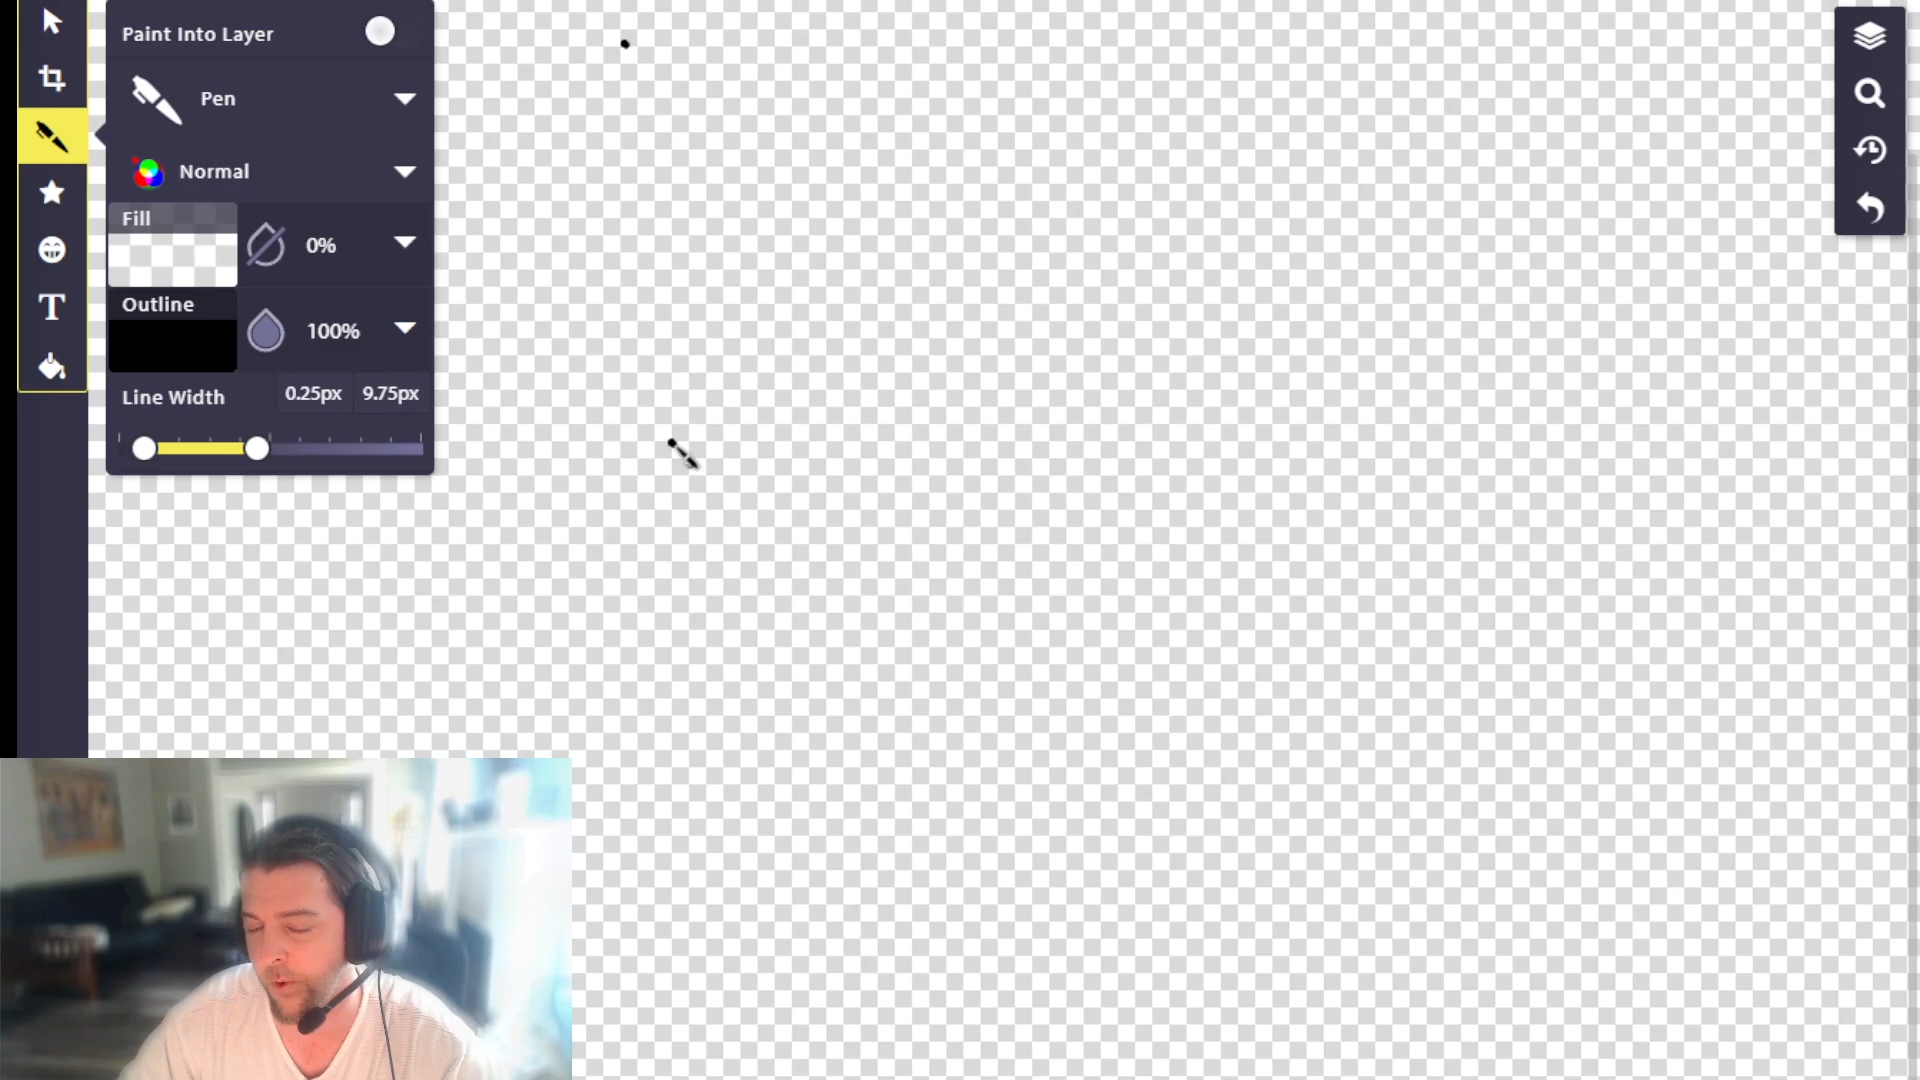 Paint Into Layer
Pen
Normal
Fill
0%
Outline
100%
Line Width
0.25px
9.75px